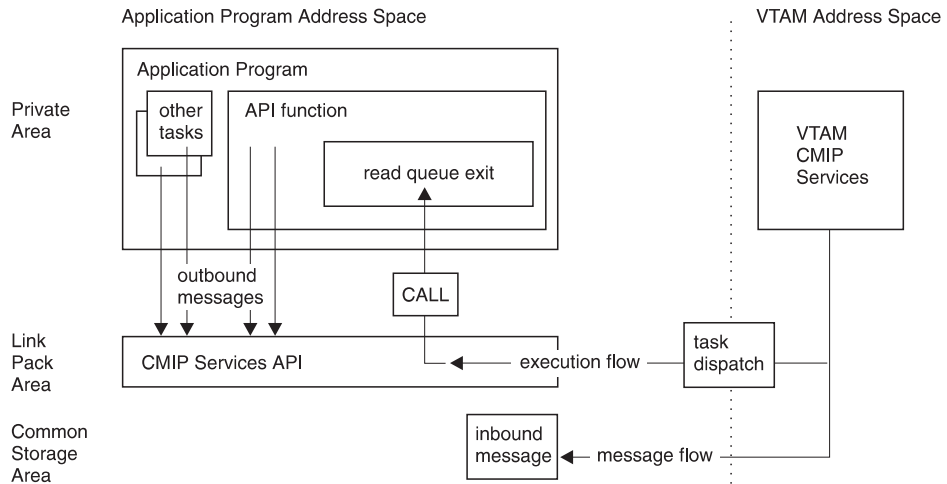 Application Program Address Space
VTAM Address Space
Application Program
Private
Area
other
tasks
API function
read queue exit
VTAM
CMIP
Services
outbound
messages
CALL
Link
Pack
Area
CMIP Services API
execution flow
task
dispatch
Common
Storage
Area
inbound
message
message flow